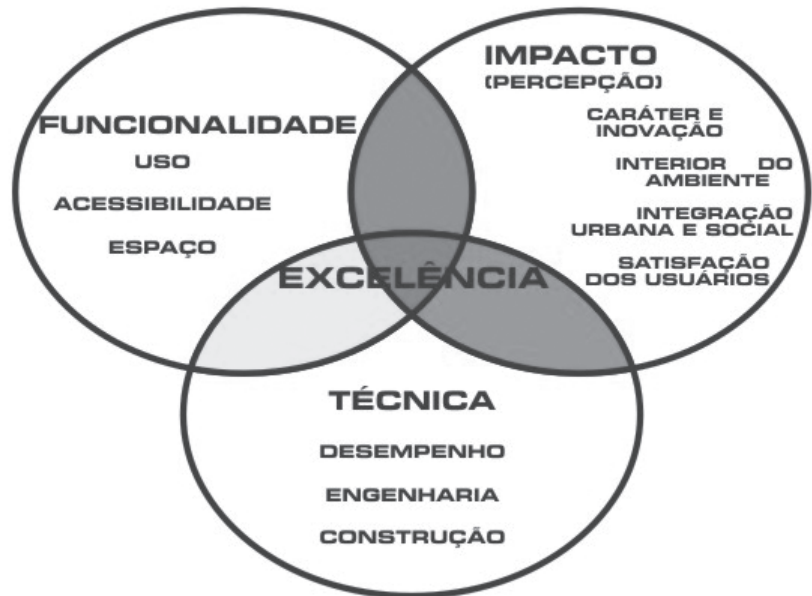 FUNCIONALIDADE
USO
ACESSIBILIDADE
ESPAÇO
IMPACTO
(PERCEPÇÃO)
CARÁTER E
INOVAÇÃO
INTERIOR DO
AMBIENTE
INTEGRAÇÃO
URBANA E SOCIAL
SATISFAÇÃO
DOS USUÁRIOS
EXCELÊNCIA
TÉCNICA
DESEMPENHO
ENGENHARIA
CONSTRUÇÃO